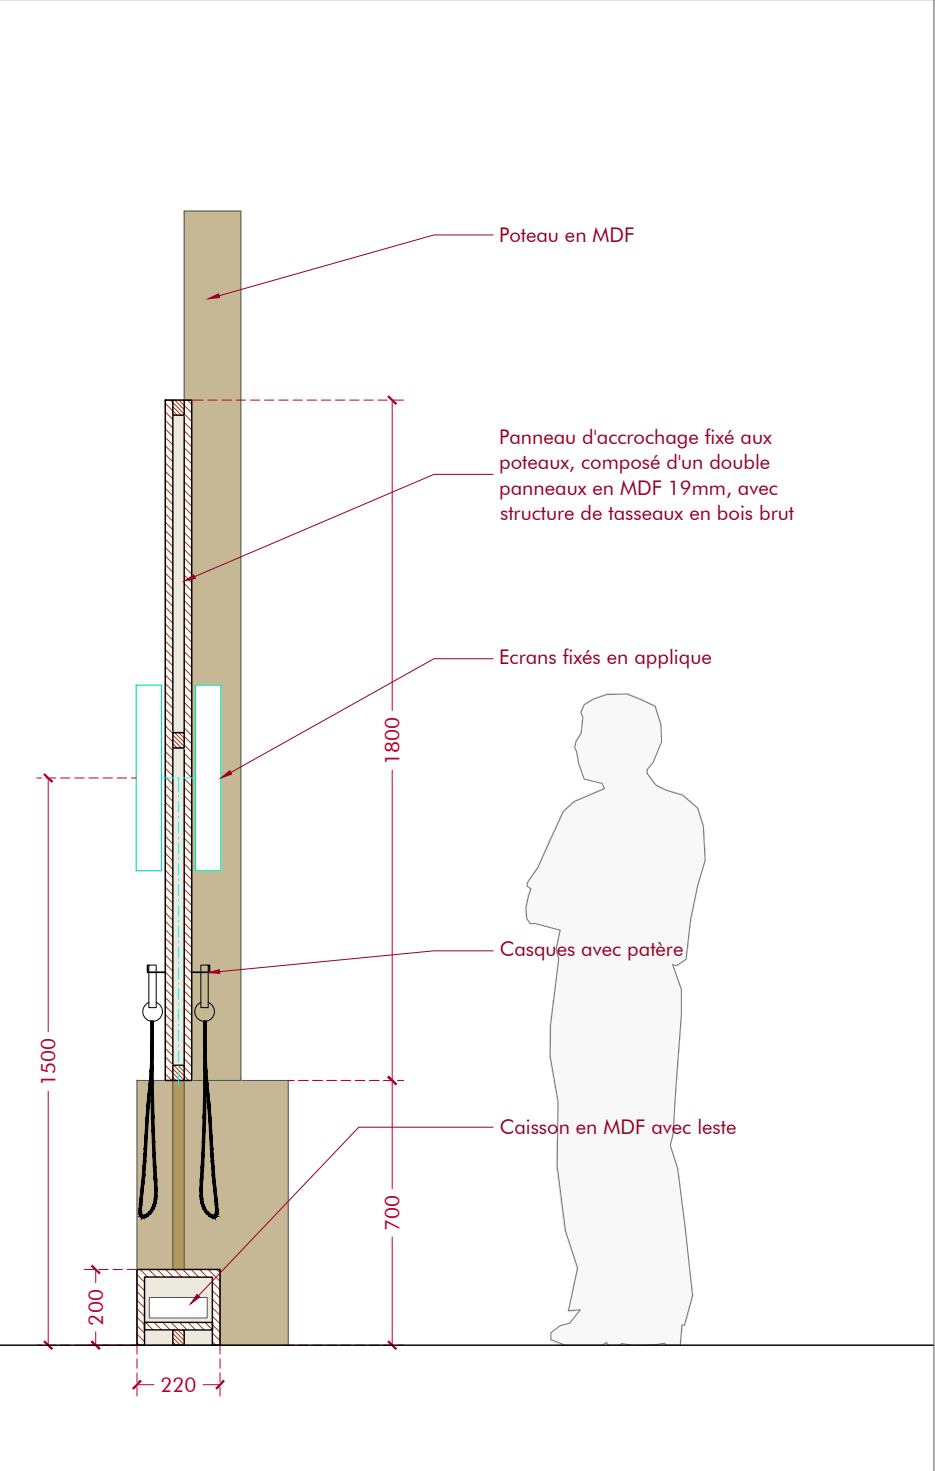 Poteau en MDF
Panneau d'accrochage fixé aux
poteaux, composé d'un double
panneaux en MDF 19mm, avec
structure de tasseaux en bois brut
Ecrans fixés en applique
1800
Casques avec patère
1500
Caisson en MDF avec leste
700
200
220